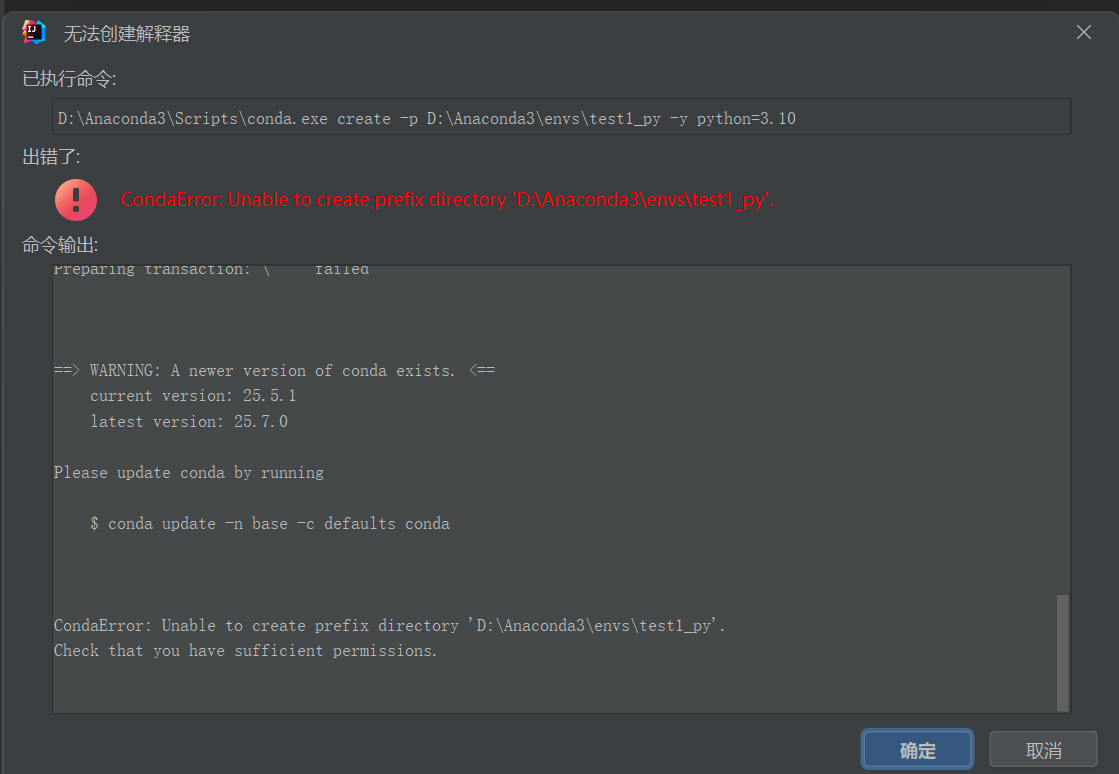 IJ
无法创建解释器
已执行命令:
D:\Anaconda3\Scripts\conda.exe create -p D:\Anaconda3\envs\test1_py -y python=3.10
出错了:
CondaError: Unable to create prefix directory 'D:\Anaconda3\envs\test1_py'.
命令输出:
Preparing transaction: \     failed
==> WARNING: A newer version of conda exists. <==
current version: 25.5.1
latest version: 25.7.0
Please update conda by running
$ conda update -n base -c defaults conda
CondaError: Unable to create prefix directory 'D:\Anaconda3\envs\test1_py'.
Check that you have sufficient permissions.
确定
取消